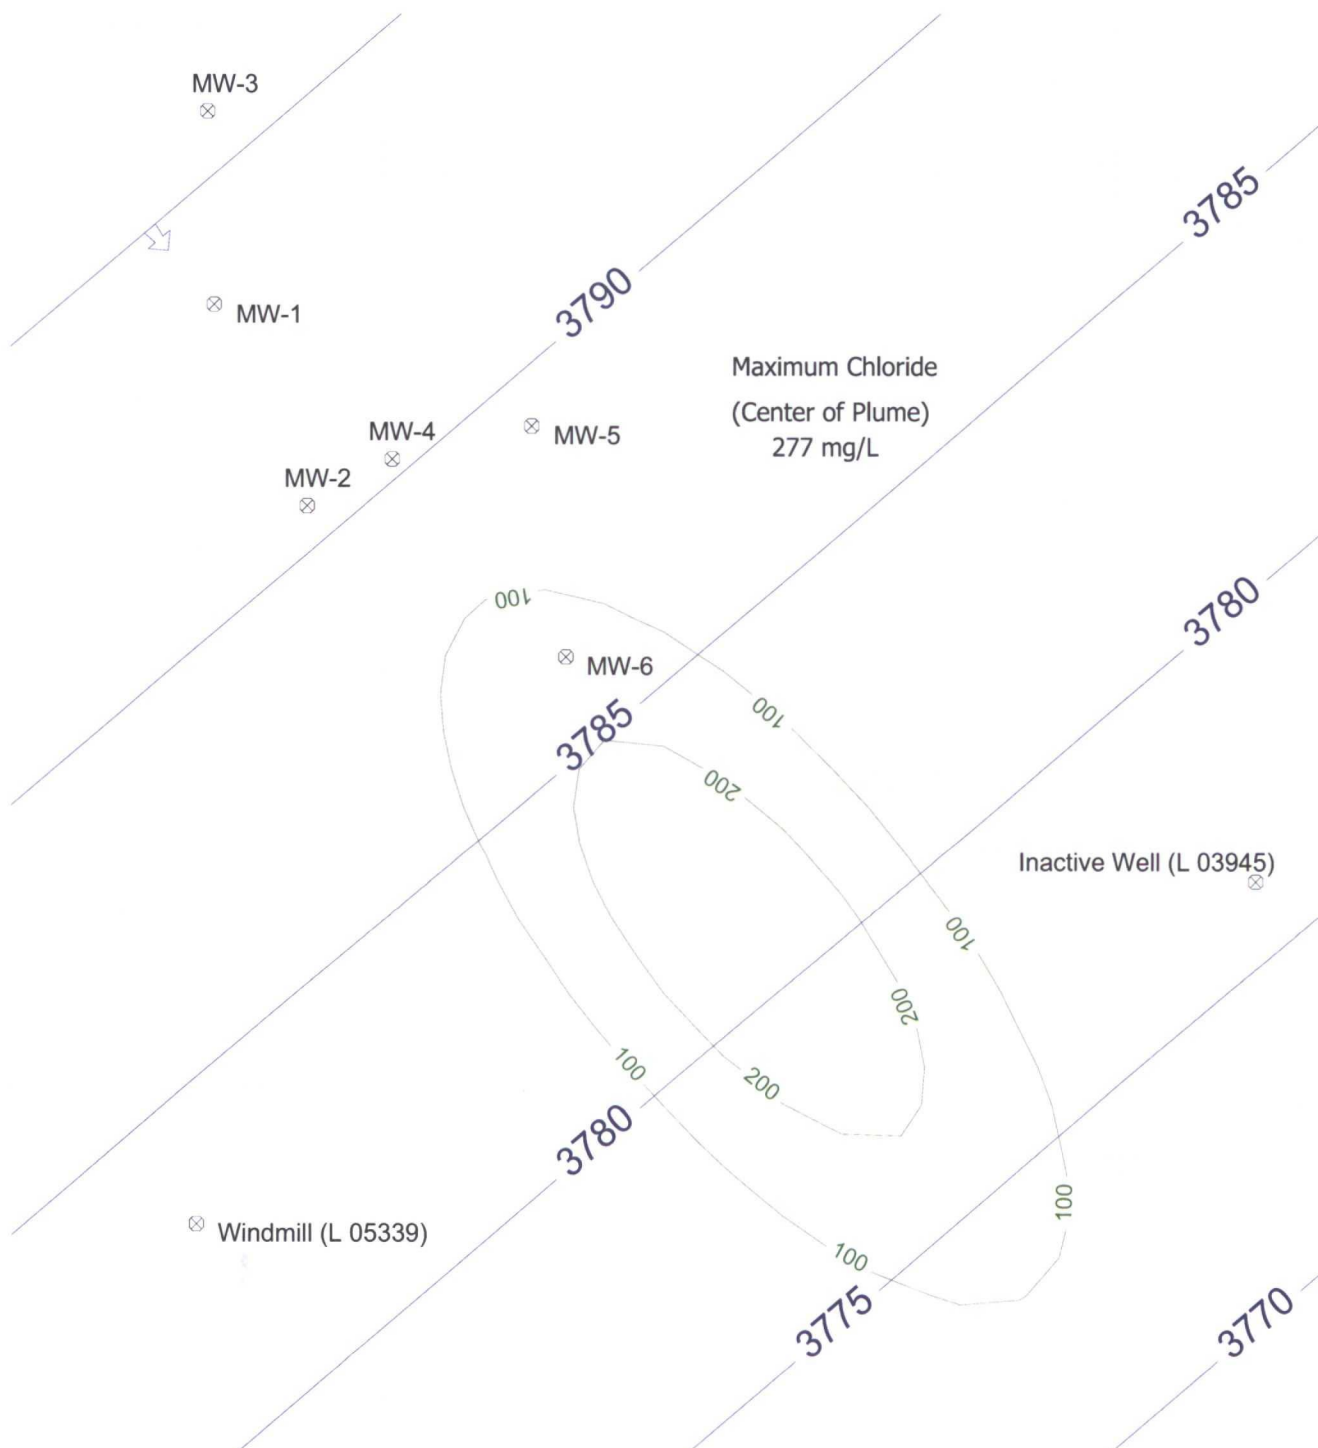 MW-3
3785
3790
MW-1
Maximum Chloride
(Center of Plume)
277 mg/L
MW-4
MW-5
MW-2
100
3780
MW-6
100
3785
200
Inactive Well (L 03945)
100
200
100
200
3780
100
Windmill (L 05339)
100
3775
3770